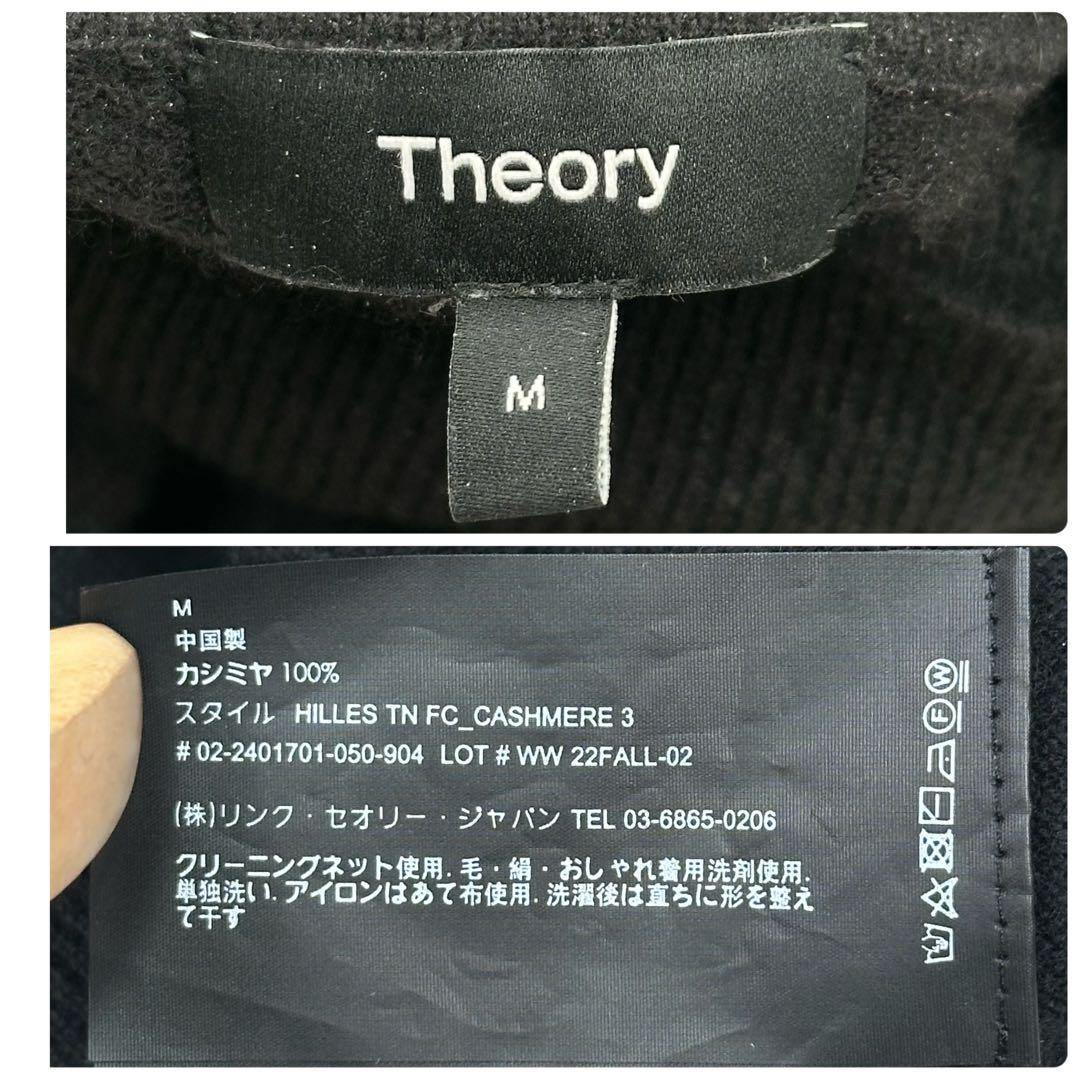 Theory
M
M
中国製
カシミヤ 100%
スタイル HILLES TN FC_CASHMERE 3
# 02-2401701-050-904 LOT # WW 22FALL-02
(株)リンク・セオリー・ジャパン TEL 03-6865-0206
クリーニングネット使用. 毛・絹・おしゃれ着用洗剤使用.
単独洗い. アイロンはあて布使用. 洗濯後は直ちに形を整え
て干す
W
F